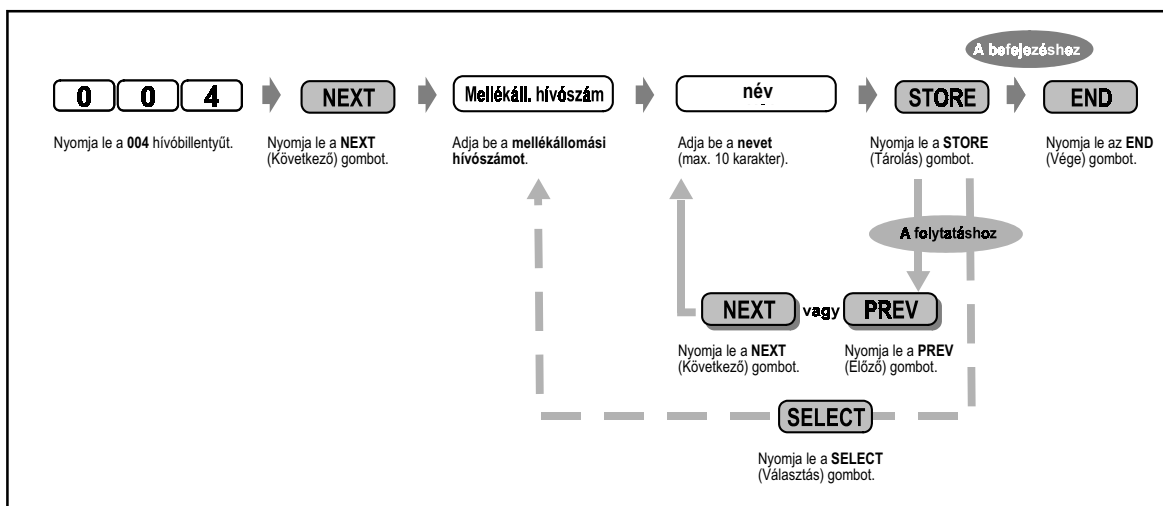 A befejezéshez
0 0 4 NEXT Mellékáll. hívószám név STORE END
Nyomja le a 004 hívóbillentyűt.
Nyomja le a NEXT
(Következő) gombot.
Adja be a mellékállomási
hívószámot.
Adja be a nevet
(max. 10 karakter).
Nyomja le a STORE
(Tárolás) gombot.
Nyomja le az END
(Vége) gombot.
A folytatáshoz
NEXT vagy PREV
Nyomja le a NEXT
(Következő) gombot.
Nyomja le a PREV
(Előző) gombot.
SELECT
Nyomja le a SELECT
(Választás) gombot.